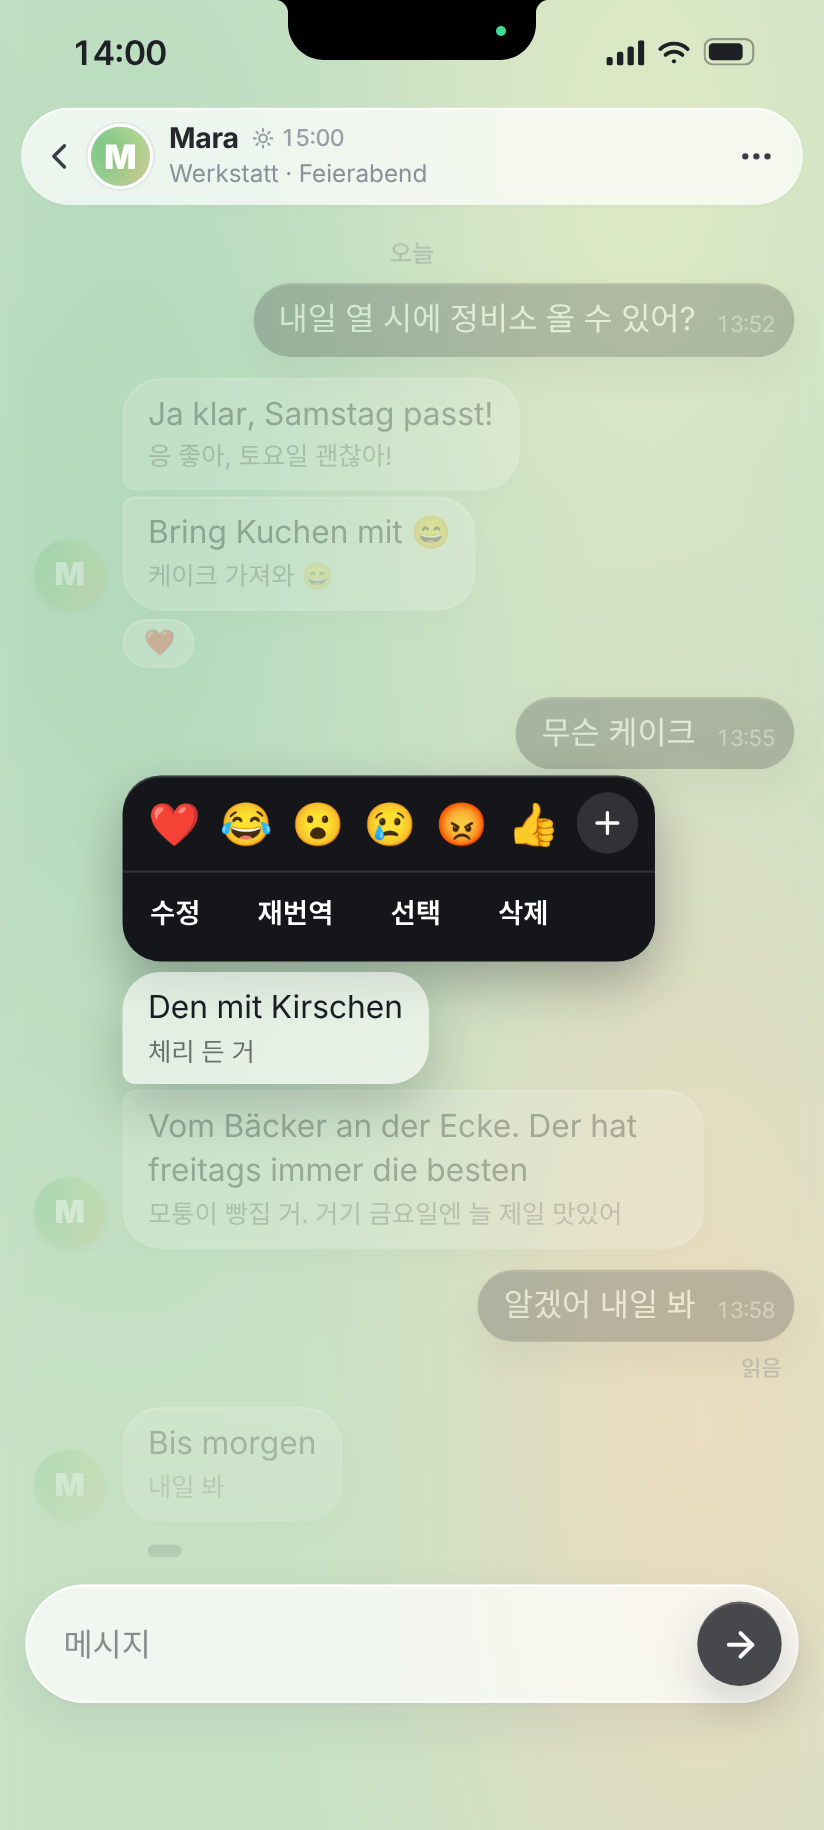 14:00
Mara 15:00
Werkstatt · Feierabend
M
오늘
내일 열 시에 정비소 올 수 있어? 13:52
Ja klar, Samstag passt!
응 좋아, 토요일 괜찮아!
Bring Kuchen mit 😄
케이크 가져와 😄
M
❤️
무슨 케이크 13:55
❤️ 😂 😮 😢 😡 👍 +
수정 재번역 선택 삭제
Den mit Kirschen
체리 든 거
Vom Bäcker an der Ecke. Der hat
freitags immer die besten
모퉁이 빵집 거. 거기 금요일엔 늘 제일 맛있어
M
알겠어 내일 봐 13:58
읽음
Bis morgen
내일 봐
M
메시지